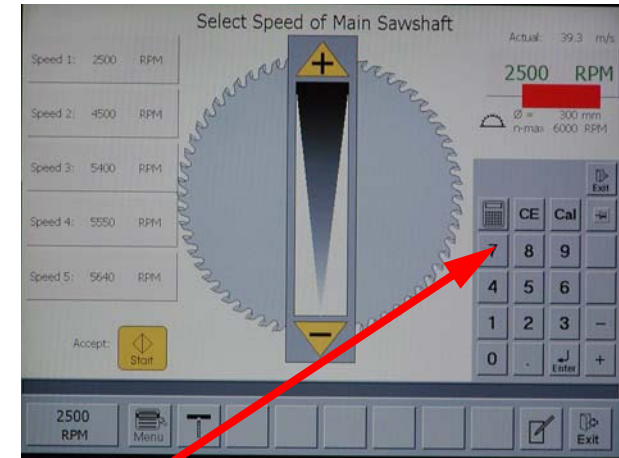 Select Speed of Main Sawshaft
Actual: 39.3 m/s
Speed 1: 2500 RPM
2500 RPM
Speed 2: 4500 RPM
Ø = 300 mm
n-max 6000 RPM
Speed 3: 5400 RPM
Exit
Speed 4: 5550 RPM
CE Cal
7 8 9
Speed 5: 5640 RPM
4 5 6
1 2 3 -
Accept: Start
0 . Enter +
2500
RPM
Menu
Exit